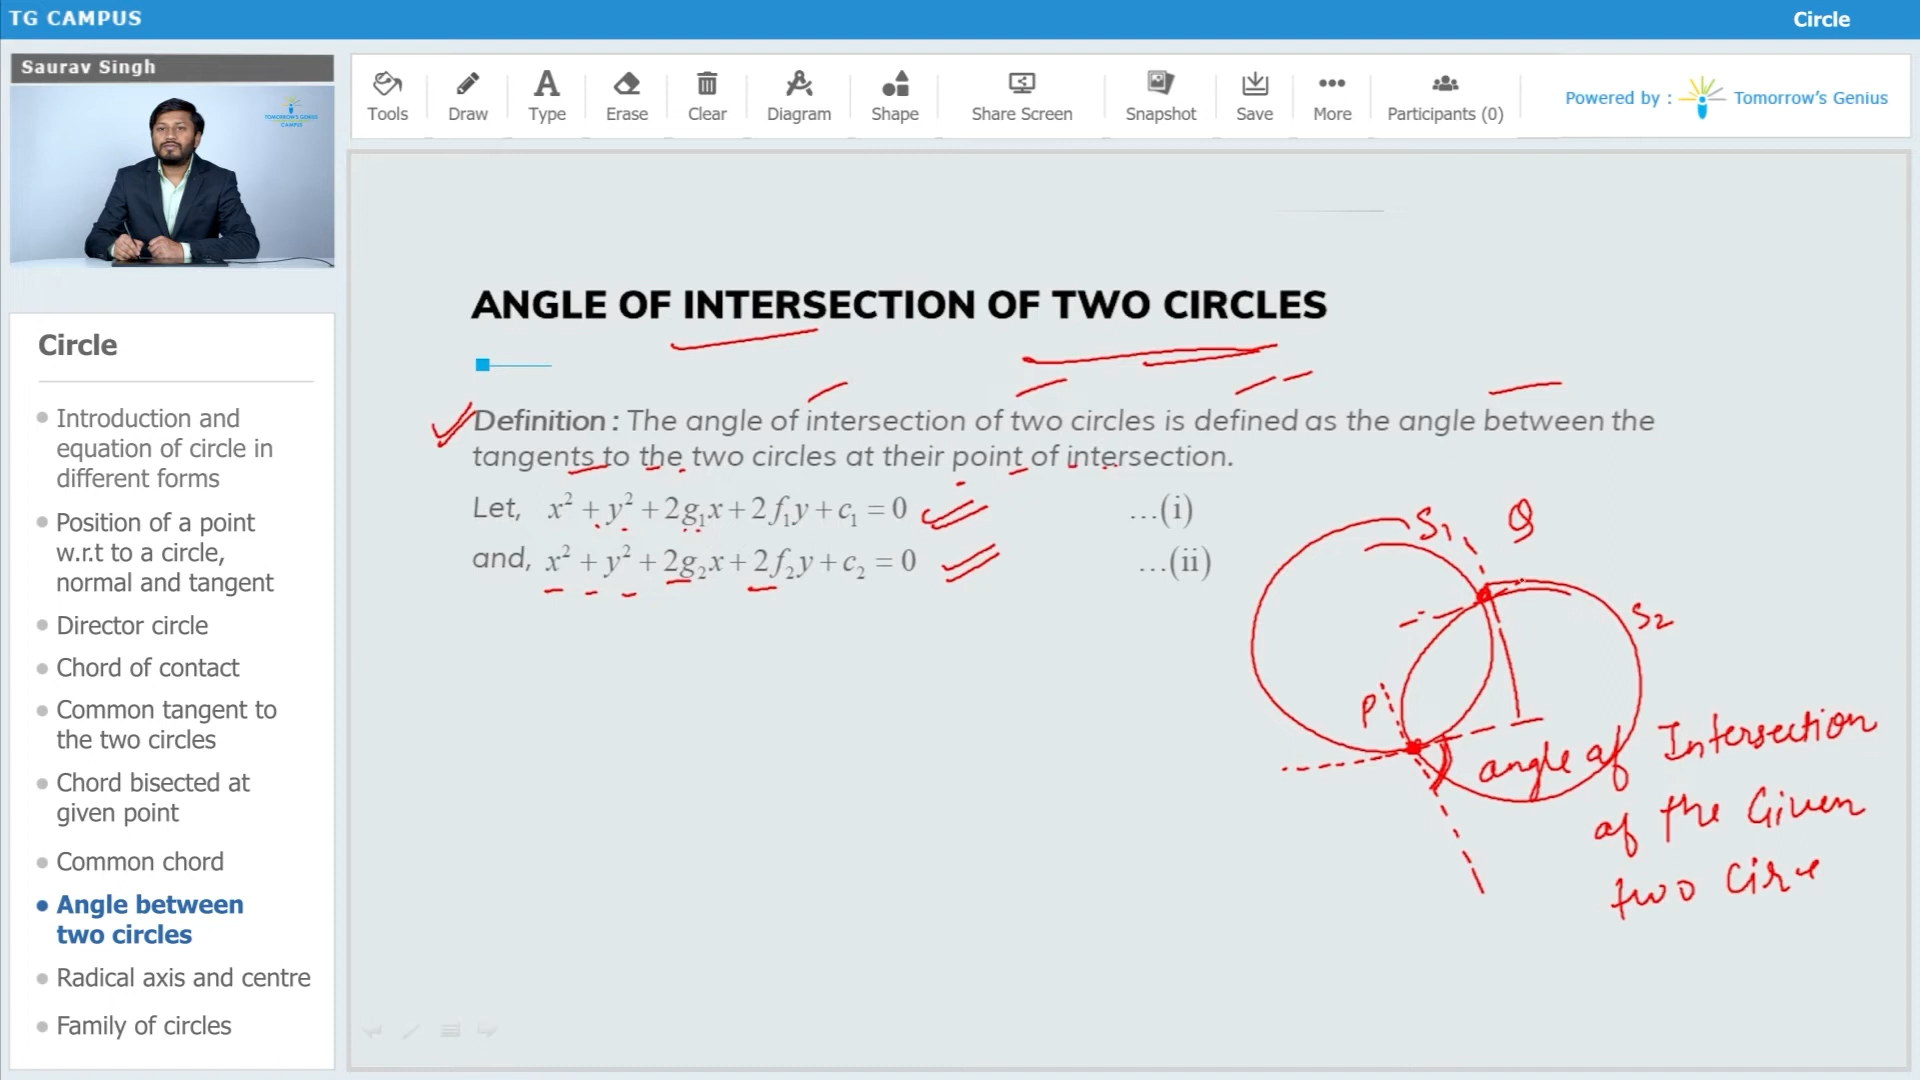 TG CAMPUS
Circle
Saurav Singh
TOMORROW'S GENIUS
CAMPUS
Tools
Draw
Type
Erase
Clear
Diagram
Shape
Share Screen
Snapshot
Save
More
Participants (0)
Powered by :
Tomorrow's Genius
Circle
Introduction and
equation of circle in
different forms
Position of a point
w.r.t to a circle,
normal and tangent
Director circle
Chord of contact
Common tangent to
the two circles
Chord bisected at
given point
Common chord
Angle between
two circles
Radical axis and centre
Family of circles
ANGLE OF INTERSECTION OF TWO CIRCLES
Definition : The angle of intersection of two circles is defined as the angle between the
tangents to the two circles at their point of intersection.
Let, x² + y² + 2g₁x + 2f₁y + c₁ = 0 ...(i)
and, x² + y² + 2g₂x + 2f₂y + c₂ = 0 ...(ii)
S₁
Q
S₂
P
angle of Intersection
of the Given
two Circ